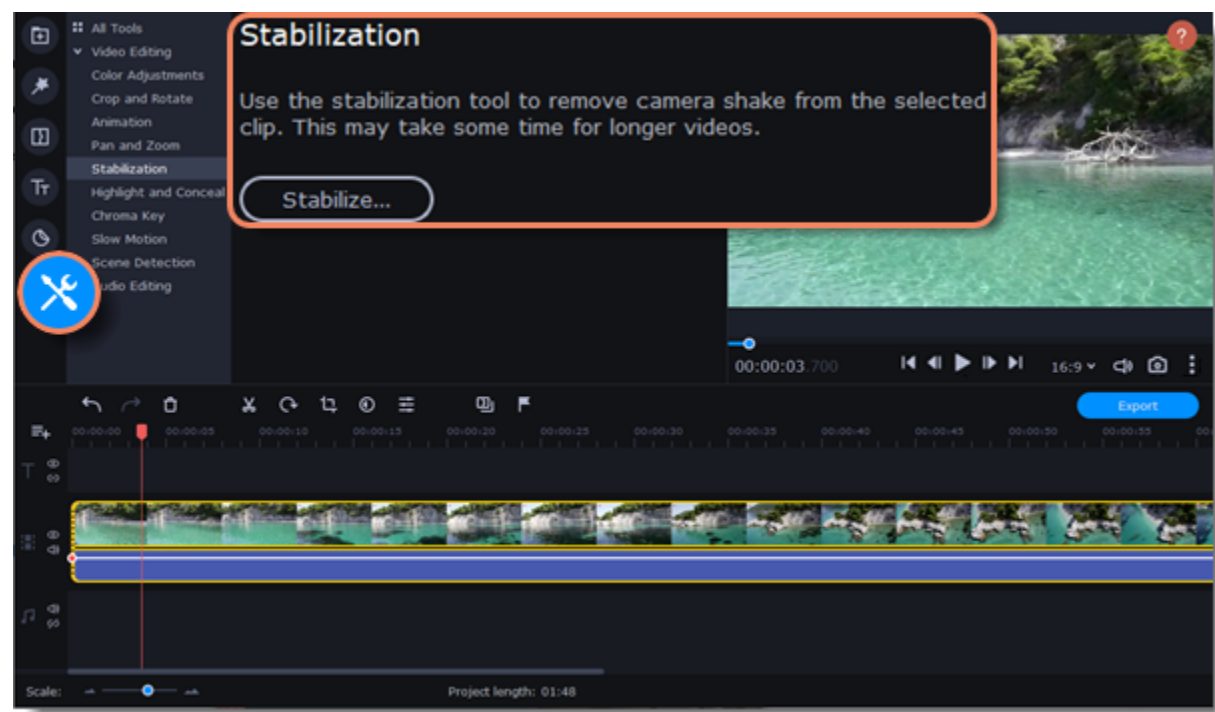 All Tools
Video Editing
Color Adjustments
Crop and Rotate
Animation
Pan and Zoom
Stabilization
Highlight and Conceal
Chroma Key
Slow Motion
Scene Detection
udio Editing
Stabilization
Use the stabilization tool to remove camera shake from the selected
clip. This may take some time for longer videos.
Stabilize...
?
Tт
00:00:03.700
16:9
Export
00:00:00 00:00:05 00:00:10 00:00:15 00:00:20 00:00:25 00:00:30 00:00:35 00:00:40 00:00:45 00:00:50 00:00:55 00
T
Scale:
Project length: 01:48